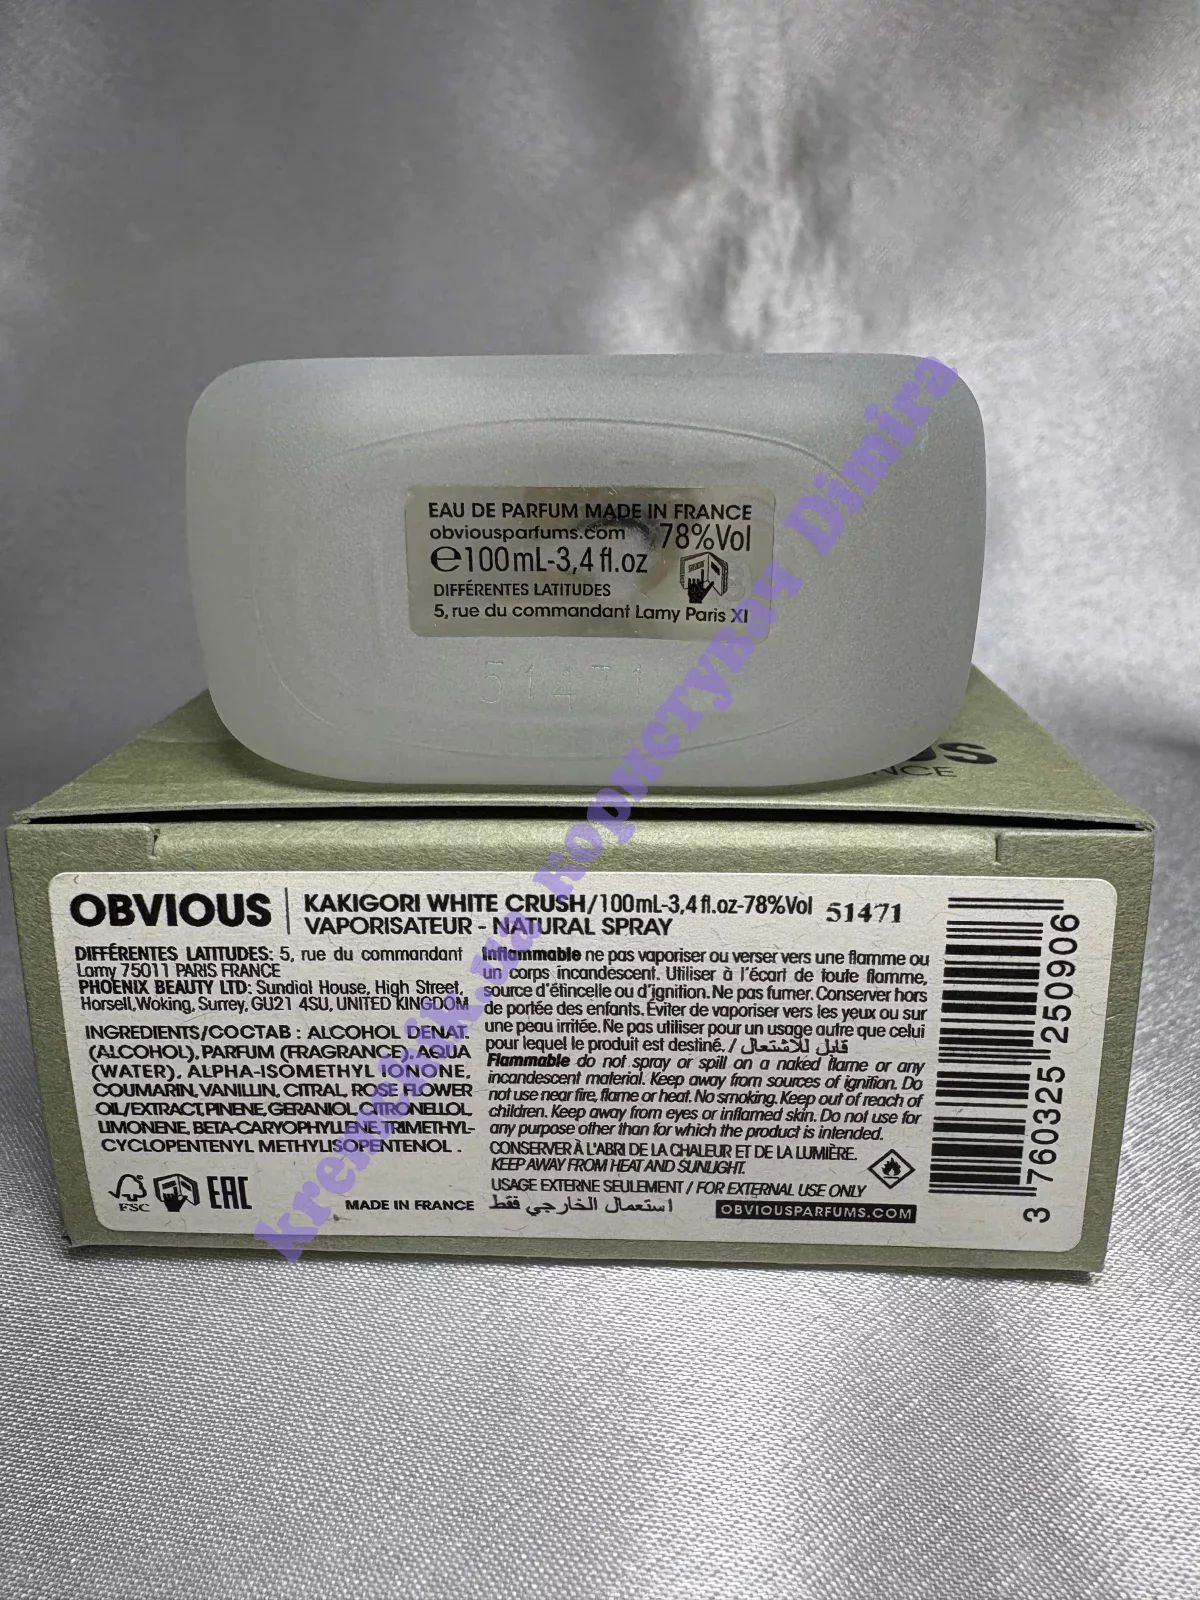 EAU DE PARFUM MADE IN FRANCE
obviousparfums.com 78%Vol
℮100mL-3,4 fl.oz
DIFFÉRENTES LATITUDES
5, rue du commandant Lamy Paris XI
51471
NCE
OBVIOUS
KAKIGORI WHITE CRUSH/100mL-3,4 fl.oz-78%Vol 51471
VAPORISATEUR - NATURAL SPRAY
DIFFÉRENTES LATITUDES: 5, rue du commandant
Lamy 75011 PARIS FRANCE
PHOENIX BEAUTY LTD: Sundial House, High Street,
Horsell, Woking, Surrey, GU21 4SU, UNITED KINGDOM
INGREDIENTS/COCTAB : ALCOHOL DENAT.
(ALCOHOL), PARFUM (FRAGRANCE), AQUA
(WATER), ALPHA-ISOMETHYL IONONE,
COUMARIN, VANILLIN, CITRAL, ROSE FLOWER
OIL/EXTRACT, PINENE, GERANIOL, CITRONELLOL,
LIMONENE, BETA-CARYOPHYLLENE, TRIMETHYL-
CYCLOPENTENYL METHYLISOPENTENOL .
FSC
EAC
MADE IN FRANCE
Inflammable ne pas vaporiser ou verser vers une flamme ou
un corps incandescent. Utiliser à l'écart de toute flamme,
source d'étincelle ou d'ignition. Ne pas fumer. Conserver hors
de portée des enfants. Éviter de vaporiser vers les yeux ou sur
une peau irritée. Ne pas utiliser pour un usage autre que celui
pour lequel le produit est destiné. / قابل للاشتعال
Flammable do not spray or spill on a naked flame or any
incandescent material. Keep away from sources of ignition. Do
not use near fire, flame or heat. No smoking. Keep out of reach of
children. Keep away from eyes or inflamed skin. Do not use for
any purpose other than for which the product is intended.
CONSERVER À L'ABRI DE LA CHALEUR ET DE LA LUMIÈRE.
KEEP AWAY FROM HEAT AND SUNLIGHT.
USAGE EXTERNE SEULEMENT / FOR EXTERNAL USE ONLY
استعمال الخارجي فقط
OBVIOUSPARFUMS.COM
3 760325 250906
користувач Dimira